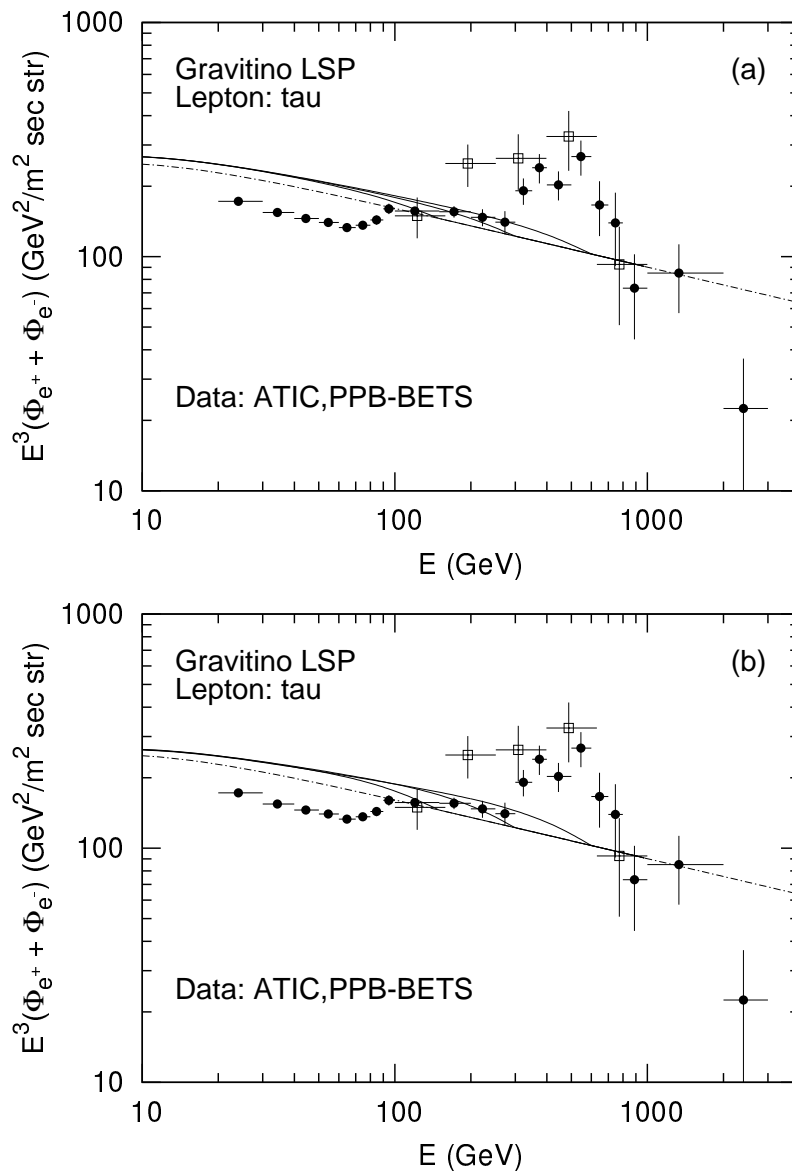 1000
Gravitino LSP
(a)
Lepton: tau
100
Data: ATIC,PPB-BETS
10
10 100 1000
E (GeV)
E³(Φe⁺ + Φe⁻) (GeV²/m² sec str)
1000
Gravitino LSP
(b)
Lepton: tau
100
Data: ATIC,PPB-BETS
10
10 100 1000
E (GeV)
E³(Φe⁺ + Φe⁻) (GeV²/m² sec str)